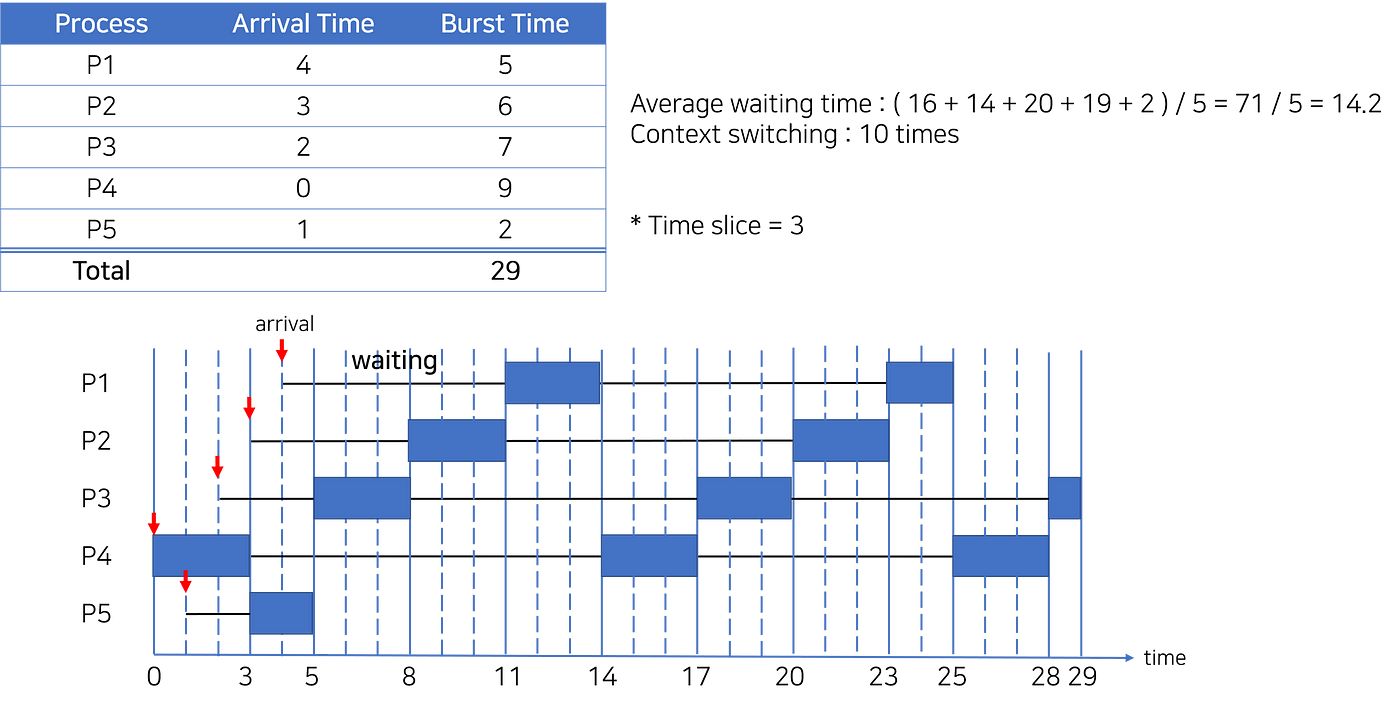 Process Arrival Time Burst Time
P1 4 5
P2 3 6
P3 2 7
P4 0 9
P5 1 2
Total 29
Average waiting time : ( 16 + 14 + 20 + 19 + 2 ) / 5 = 71 / 5 = 14.2
Context switching : 10 times
* Time slice = 3
arrival
waiting
P1
P2
P3
P4
P5
time
0 3 5 8 11 14 17 20 23 25 28 29